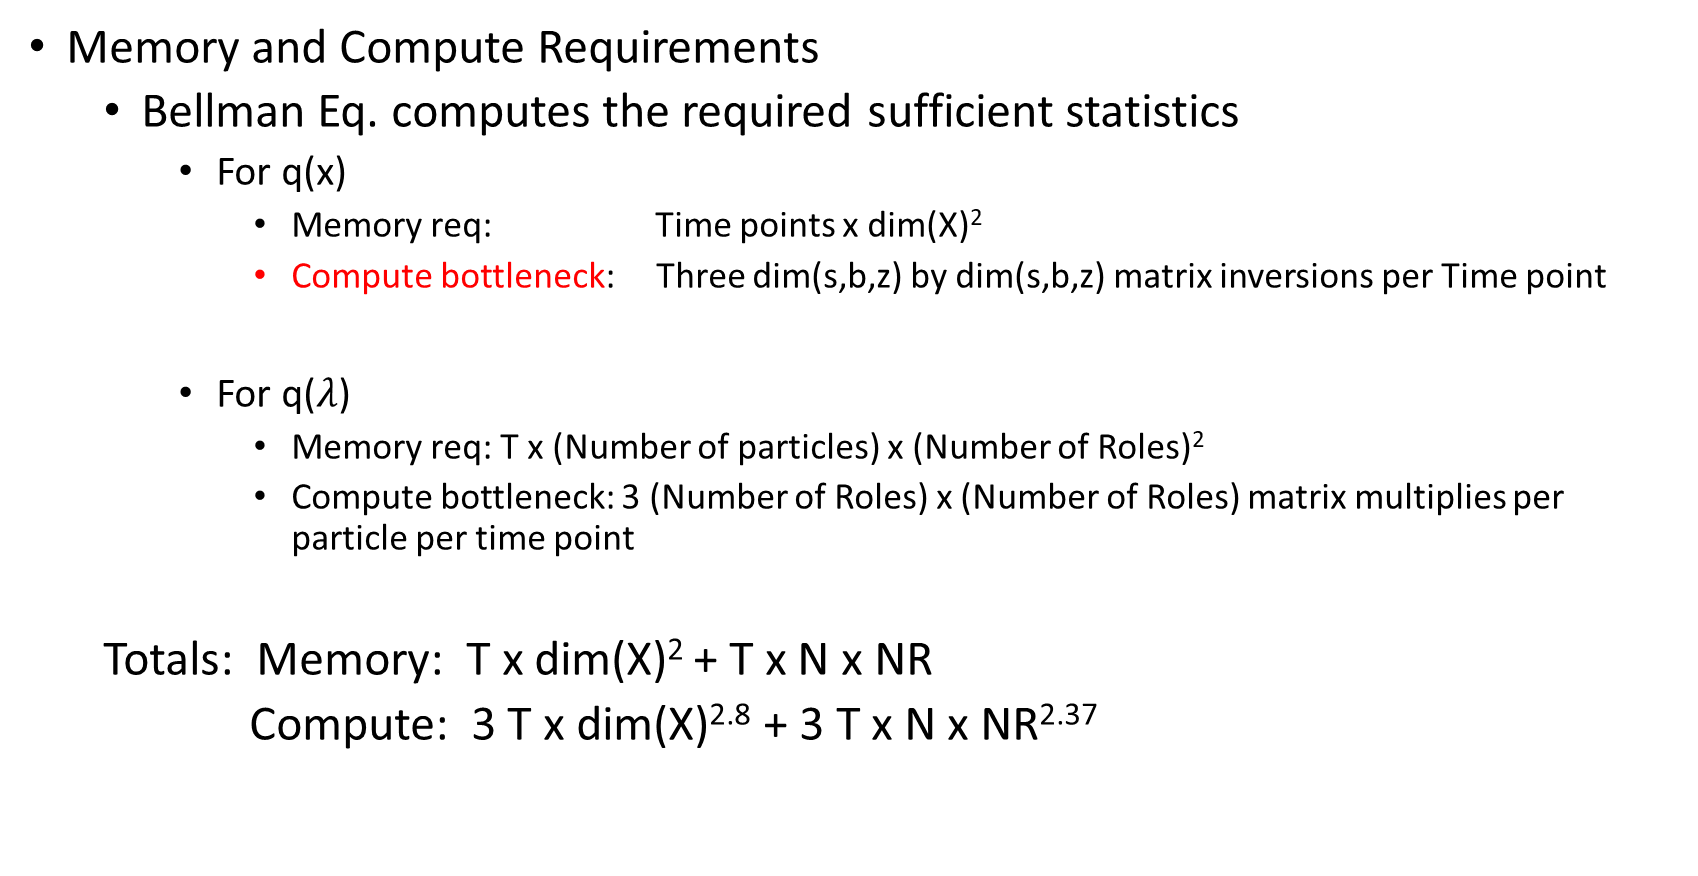 • Memory and Compute Requirements
• Bellman Eq. computes the required sufficient statistics
• For q(x)
• Memory req: Time points x dim(X)²
• Compute bottleneck: Three dim(s,b,z) by dim(s,b,z) matrix inversions per Time point
• For q(𝜆)
• Memory req: T x (Number of particles) x (Number of Roles)²
• Compute bottleneck: 3 (Number of Roles) x (Number of Roles) matrix multiplies per
particle per time point
Totals: Memory: T x dim(X)² + T x N x NR
Compute: 3 T x dim(X)^2.8 + 3 T x N x NR^2.37